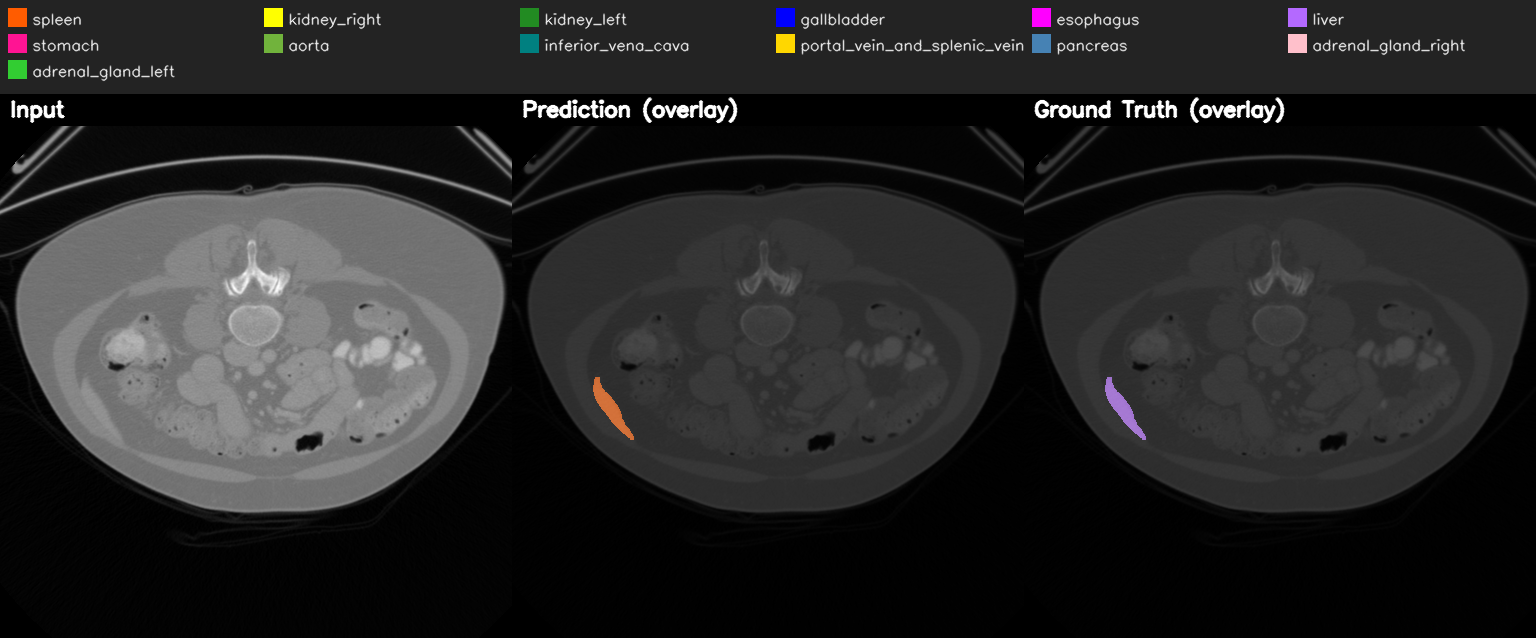 spleen kidney_right kidney_left gallbladder esophagus liver
stomach aorta inferior_vena_cava portal_vein_and_splenic_vein pancreas adrenal_gland_right
adrenal_gland_left
Input Prediction (overlay) Ground Truth (overlay)